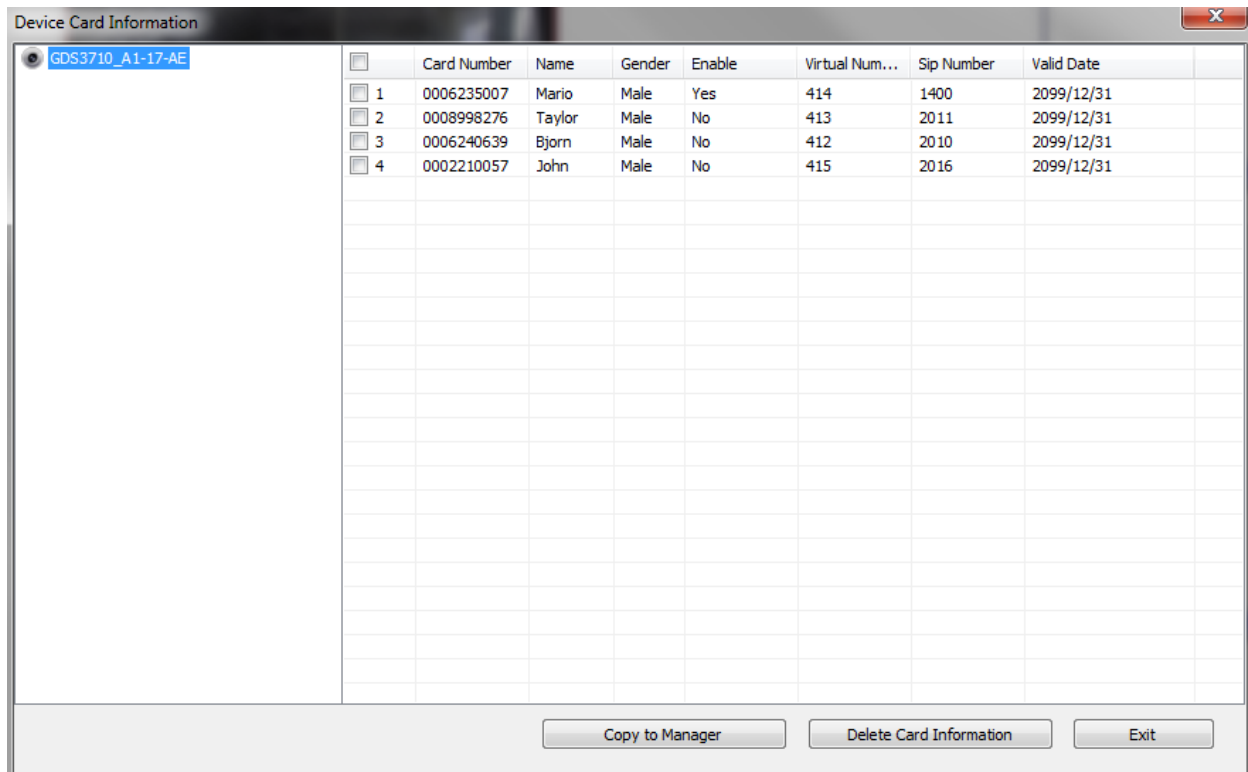 Device Card Information
x
GDS3710_A1-17-AE
Card Number Name Gender Enable Virtual Num... Sip Number Valid Date
1 0006235007 Mario Male Yes 414 1400 2099/12/31
2 0008998276 Taylor Male No 413 2011 2099/12/31
3 0006240639 Bjorn Male No 412 2010 2099/12/31
4 0002210057 John Male No 415 2016 2099/12/31
Copy to Manager Delete Card Information Exit